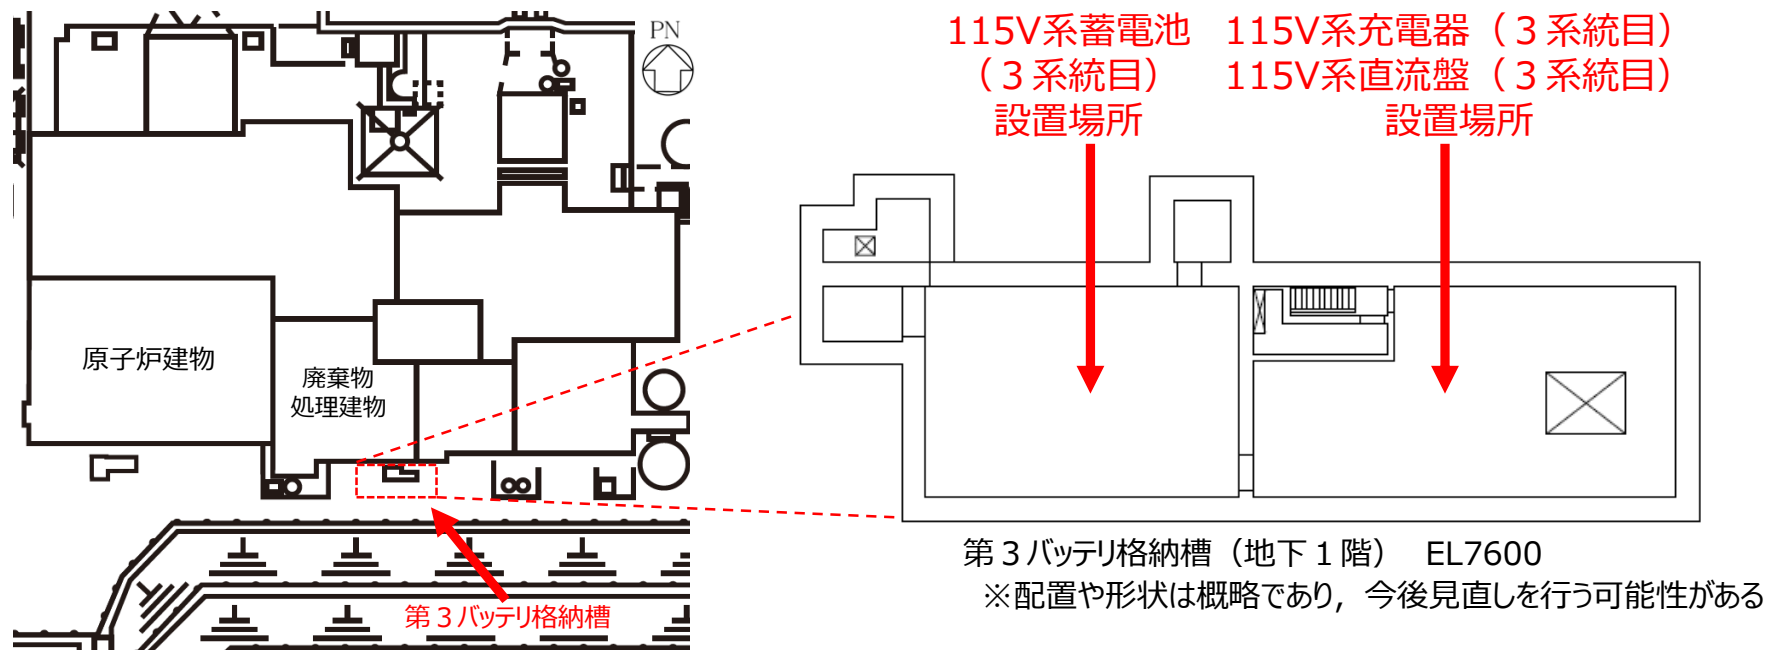 PN
原子炉建物
廃棄物
処理建物
第３バッテリ格納槽
115V系蓄電池
（３系統目）
設置場所
115V系充電器（３系統目）
115V系直流盤（３系統目）
設置場所
第３バッテリ格納槽（地下１階） EL7600
※配置や形状は概略であり，今後見直しを行う可能性がある